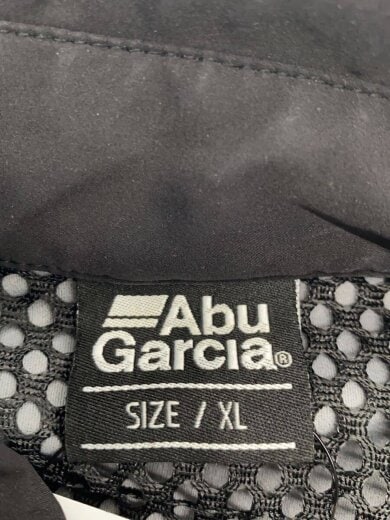 Abu
Garcia®
SIZE / XL